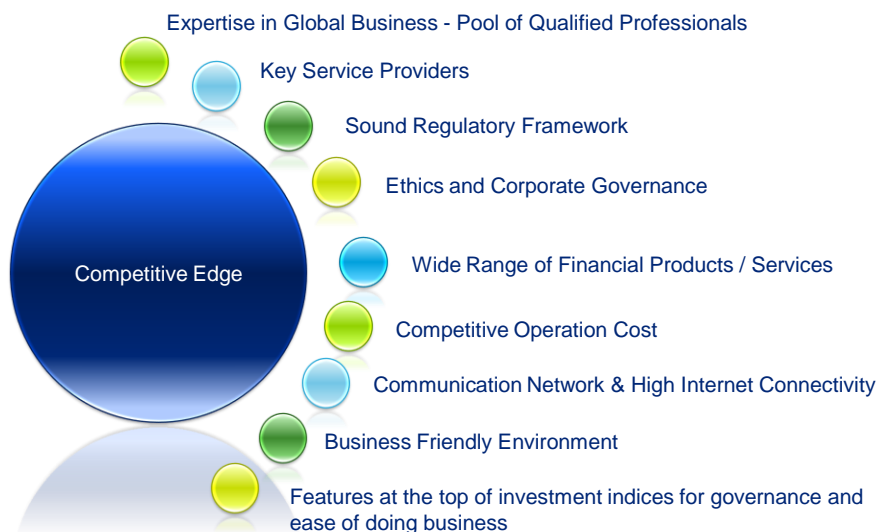 Expertise in Global Business - Pool of Qualified Professionals
Key Service Providers
Sound Regulatory Framework
Ethics and Corporate Governance
Competitive Edge
Wide Range of Financial Products / Services
Competitive Operation Cost
Communication Network & High Internet Connectivity
Business Friendly Environment
Features at the top of investment indices for governance and
ease of doing business